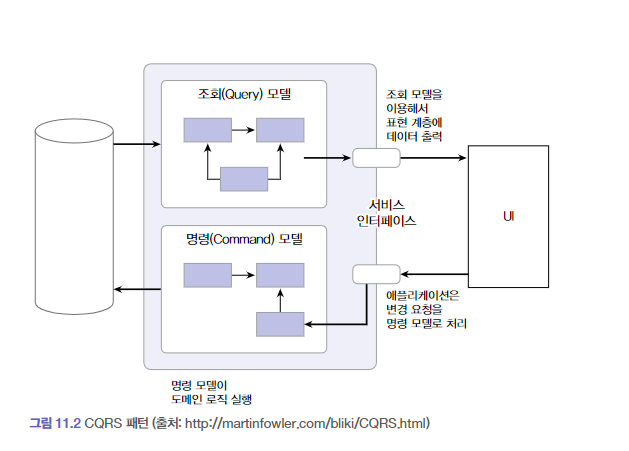 조회(Query) 모델
조회 모델을
이용해서
표현 계층에
데이터 출력
서비스
인터페이스
UI
명령(Command) 모델
애플리케이션은
변경 요청을
명령 모델로 처리
명령 모델이
도메인 로직 실행
그림 11.2 CQRS 패턴 (출처: http://martinfowler.com/bliki/CQRS.html)